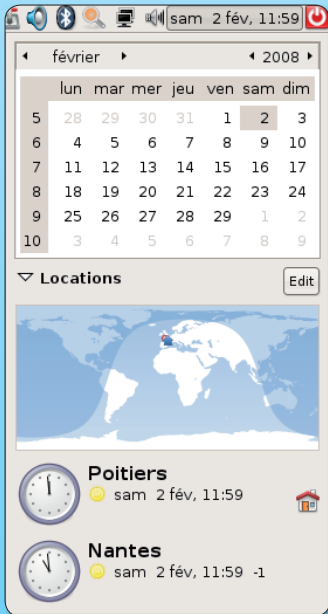 sam 2 fév, 11:59
février 2008
lun mar mer jeu ven sam dim
5 28 29 30 31 1 2 3
6 4 5 6 7 8 9 10
7 11 12 13 14 15 16 17
8 18 19 20 21 22 23 24
9 25 26 27 28 29 1 2
10 3 4 5 6 7 8 9
Locations Edit
Poitiers
sam 2 fév, 11:59
Nantes
sam 2 fév, 11:59 -1